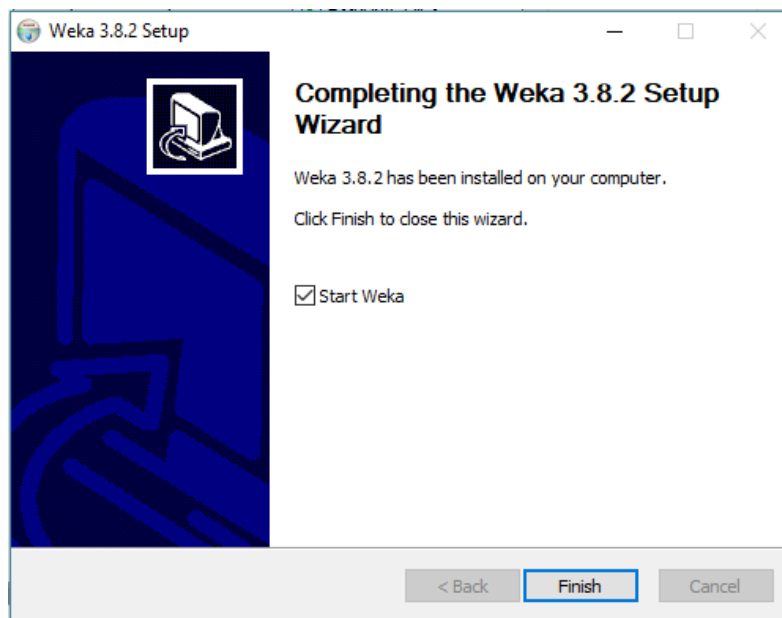 Weka 3.8.2 Setup
Completing the Weka 3.8.2 Setup
Wizard
Weka 3.8.2 has been installed on your computer.
Click Finish to close this wizard.
Start Weka
< Back
Finish
Cancel